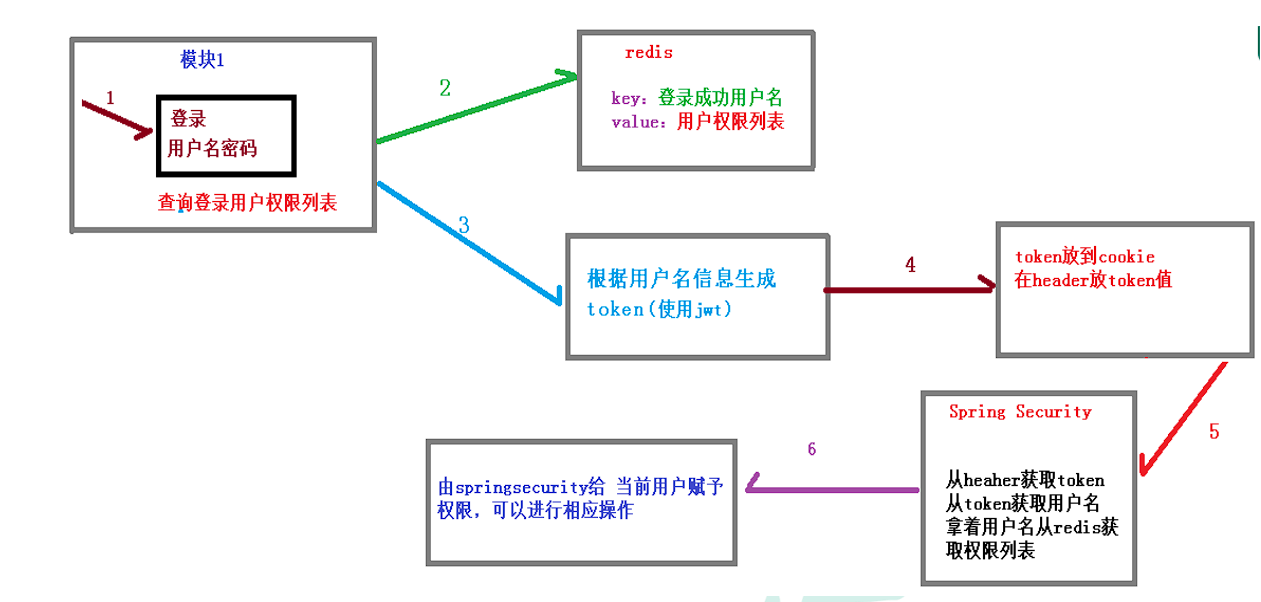 模块1
1
登录
用户名密码
查询登录用户权限列表
2
redis
key：登录成功用户名
value：用户权限列表
3
根据用户名信息生成
token(使用jwt)
4
token放到cookie
在header放token值
5
Spring Security
从heaher获取token
从token获取用户名
拿着用户名从redis获
取权限列表
6
由springsecurity给 当前用户赋予
权限，可以进行相应操作